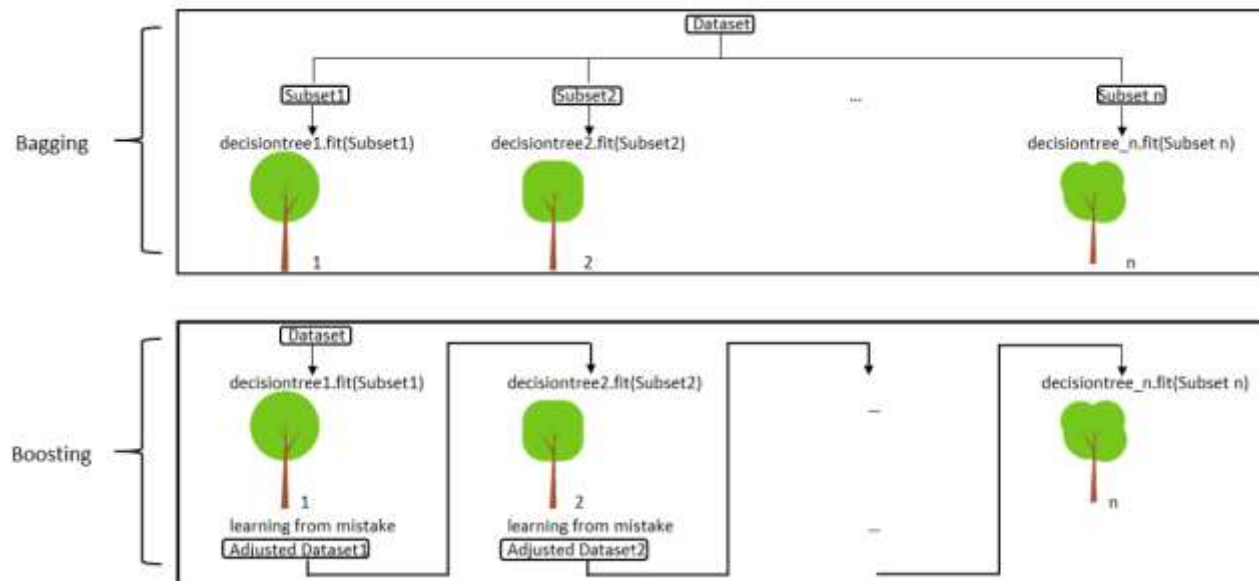 Dataset
Subset1 Subset2 ... Subset n
Bagging
decisiontree1.fit(Subset1) decisiontree2.fit(Subset2) decisiontree_n.fit(Subset n)
1 2 n
Dataset
decisiontree1.fit(Subset1) decisiontree2.fit(Subset2) decisiontree_n.fit(Subset n)
...
Boosting
1 2 n
learning from mistake learning from mistake ...
Adjusted Dataset1 Adjusted Dataset2